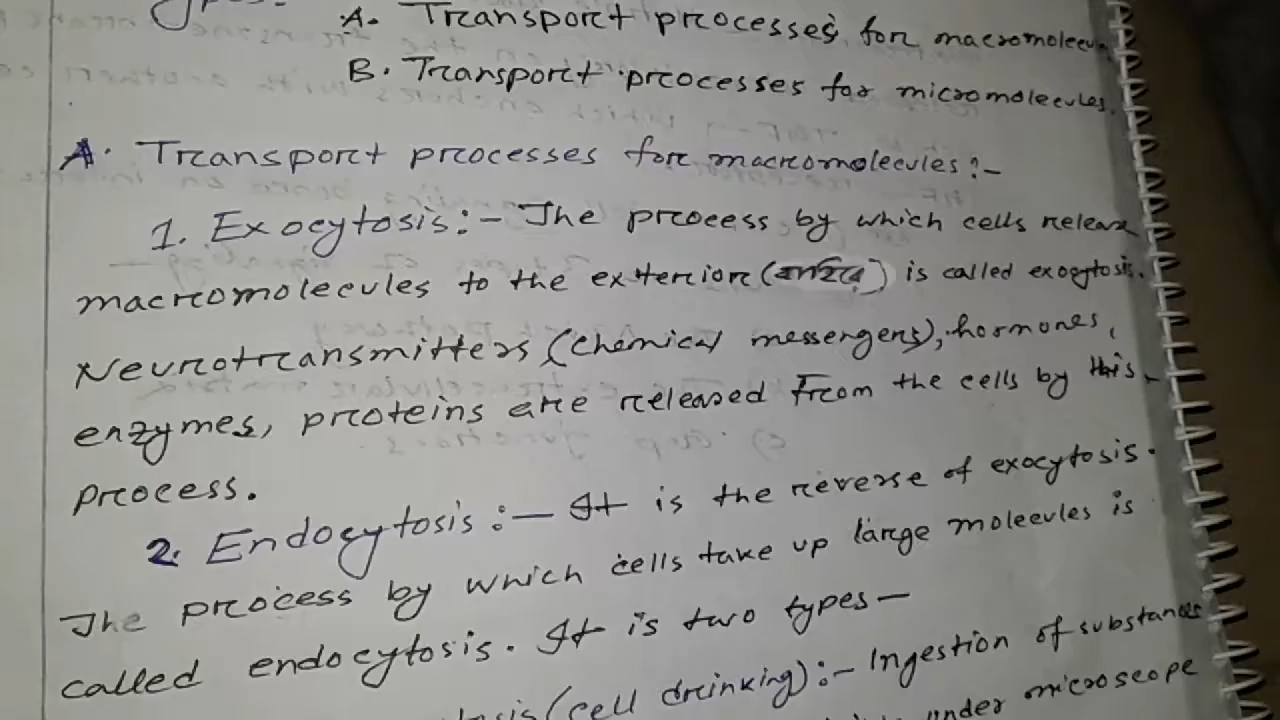 A. Transport processes for macromolecu
B. Transport processes for micromolecules.
A. Transport processes for macromolecules:-
1. Exocytosis:- The process by which cells release
macromolecules to the exterior () is called exocytosis.
Neurotransmitters (chemical messengers), hormones,
enzymes, proteins are released from the cells by this
process.
2. Endocytosis:- It is the reverse of exocytosis.
The process by which cells take up large molecules is
called endocytosis. It is two types-
(cell drinking):- Ingestion of substances
under microscope